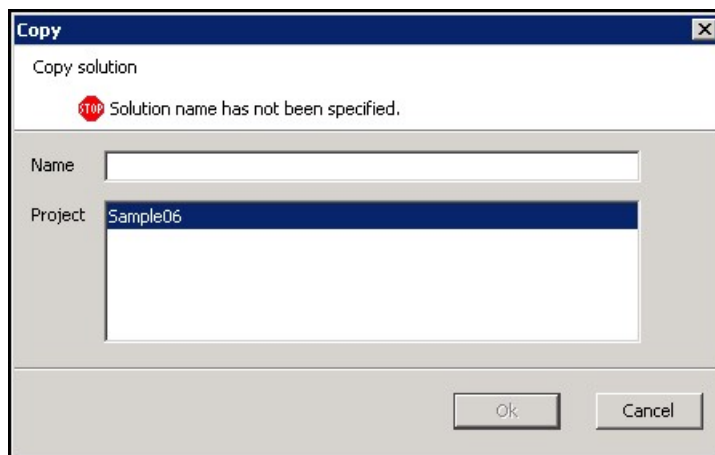 Copy
Copy solution
STOP Solution name has not been specified.
Name
Project Sample06
Ok Cancel